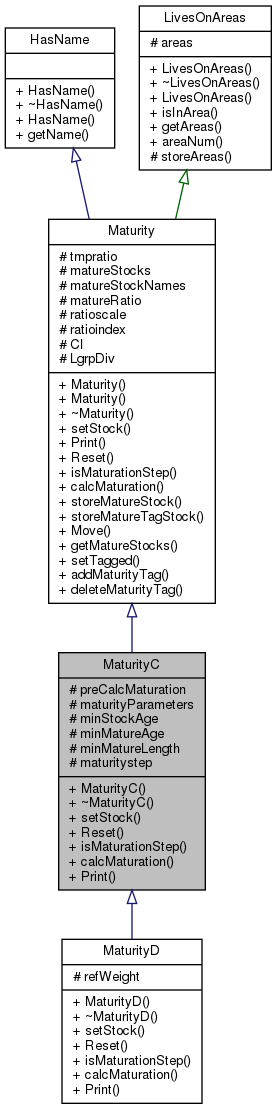 HasName
+ HasName()
+ ~HasName()
+ HasName()
+ getName()
LivesOnAreas
# areas
+ LivesOnAreas()
+ ~LivesOnAreas()
+ LivesOnAreas()
+ isInArea()
+ getAreas()
+ areaNum()
# storeAreas()
Maturity
# tmpratio
# matureStocks
# matureStockNames
# matureRatio
# ratioscale
# ratioindex
# CI
# LgrpDiv
+ Maturity()
+ Maturity()
+ ~Maturity()
+ setStock()
+ Print()
+ Reset()
+ isMaturationStep()
+ calcMaturation()
+ storeMatureStock()
+ storeMatureTagStock()
+ Move()
+ getMatureStocks()
+ setTagged()
+ addMaturityTag()
+ deleteMaturityTag()
MaturityC
# preCalcMaturation
# maturityParameters
# minStockAge
# minMatureAge
# minMatureLength
# maturitystep
+ MaturityC()
+ ~MaturityC()
+ setStock()
+ Reset()
+ isMaturationStep()
+ calcMaturation()
+ Print()
MaturityD
# refWeight
+ MaturityD()
+ ~MaturityD()
+ setStock()
+ Reset()
+ isMaturationStep()
+ calcMaturation()
+ Print()